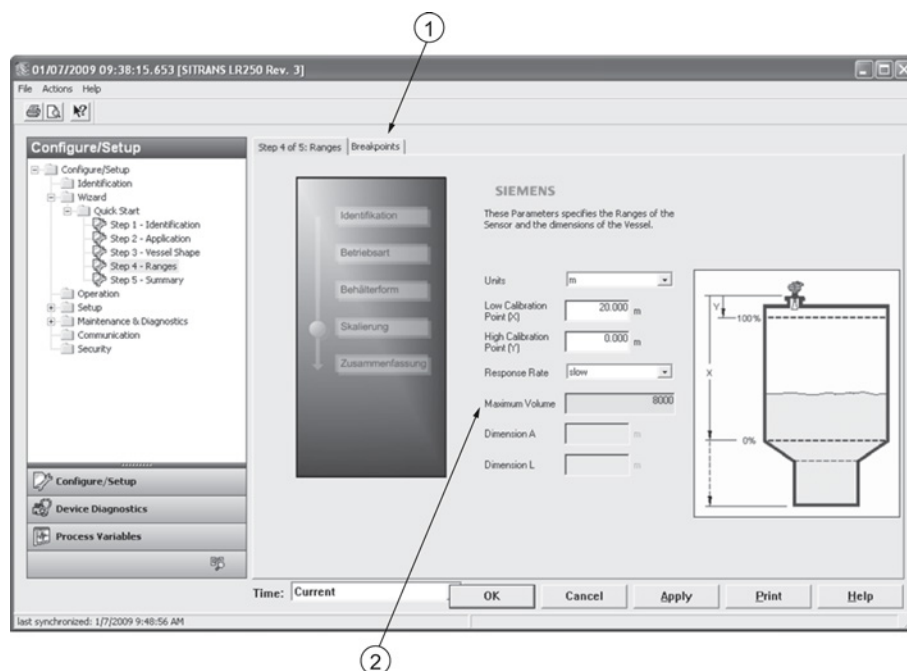 1
01/07/2009 09:38:15.653 [SITRANS LR250 Rev. 3]
File Actions Help
Configure/Setup
Configure/Setup
Identification
Wizard
Quick Start
Step 1 - Identification
Step 2 - Application
Step 3 - Vessel Shape
Step 4 - Ranges
Step 5 - Summary
Operation
Setup
Maintenance & Diagnostics
Communication
Security
Configure/Setup
Device Diagnostics
Process Variables
Step 4 of 5: Ranges Breakpoints
Identifikation
Betriebsart
Behälterform
Skalierung
Zusammenfassung
SIEMENS
These Parameters specifies the Ranges of the
Sensor and the dimensions of the Vessel.
Units m
Low Calibration
Point (X) 20.000 m
High Calibration
Point (Y) 0.000 m
Response Rate slow
Maximum Volume 8000
Dimension A m
Dimension L m
Y
100%
X
0%
Time: Current OK Cancel Apply Print Help
last synchronized: 1/7/2009 9:48:56 AM
2